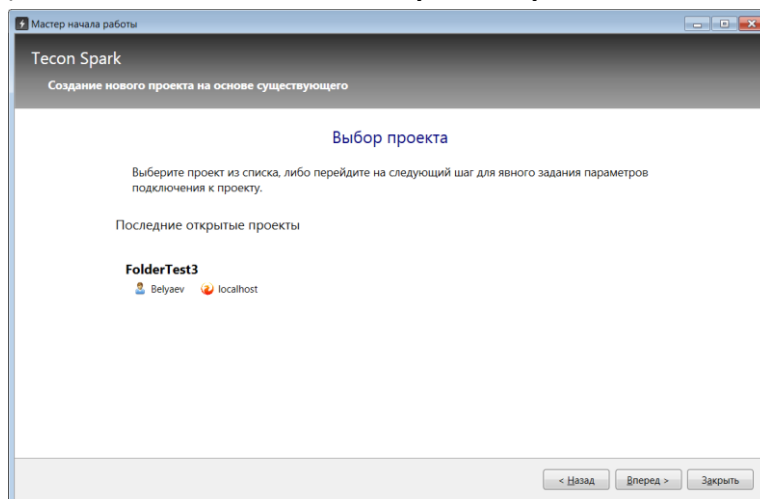 Мастер начала работы
Tecon Spark
Создание нового проекта на основе существующего
Выбор проекта
Выберите проект из списка, либо перейдите на следующий шаг для явного задания параметров
подключения к проекту.
Последние открытые проекты
FolderTest3
Belyaev localhost
< Назад Вперед > Закрыть